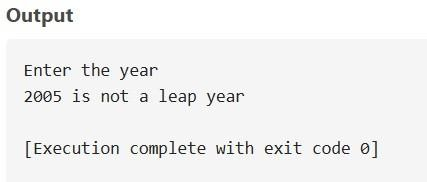 Output
Enter the year
2005 is not a leap year
[Execution complete with exit code 0]